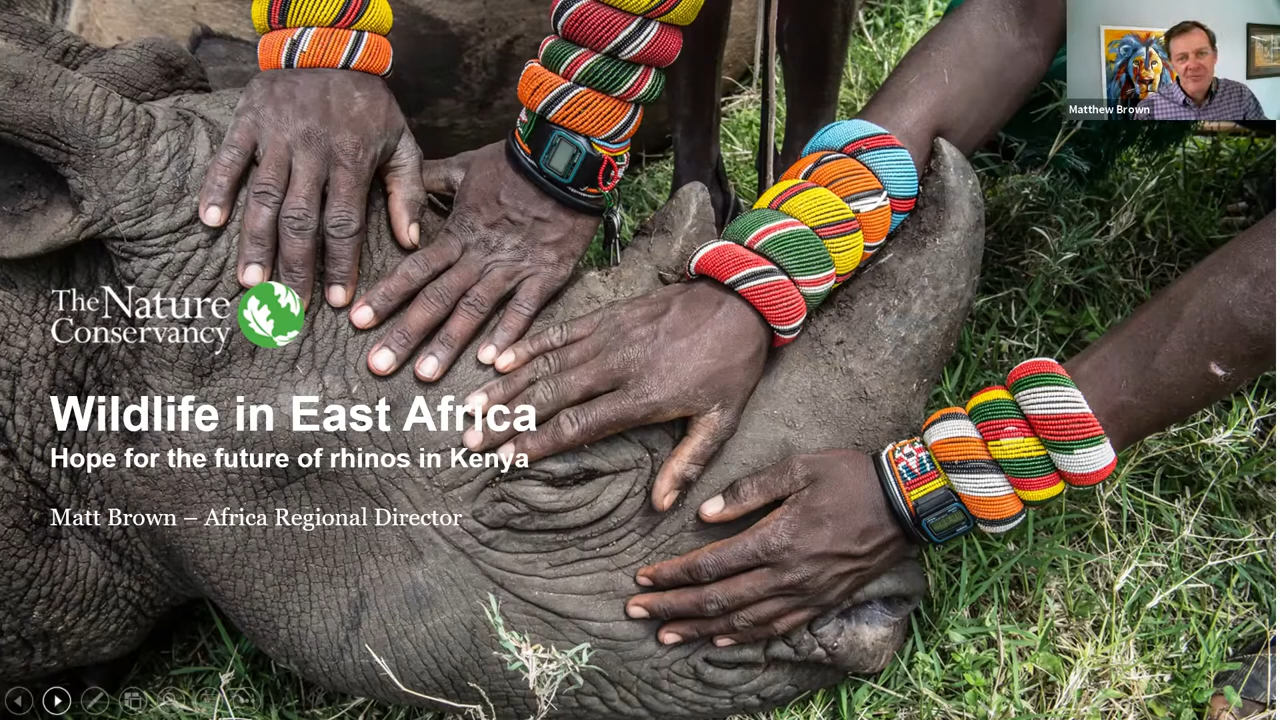 Matthew Brown
The Nature
Conservancy
Wildlife in East Africa
Hope for the future of rhinos in Kenya
Matt Brown – Africa Regional Director